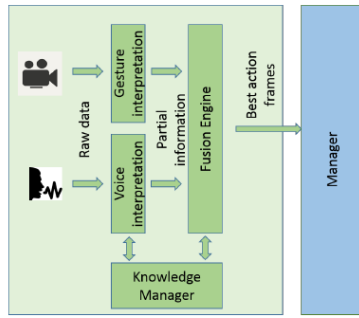 Raw data
Gesture
interpretation
Voice
interpretation
Partial
information
Fusion Engine
Best action
frames
Manager
Knowledge
Manager